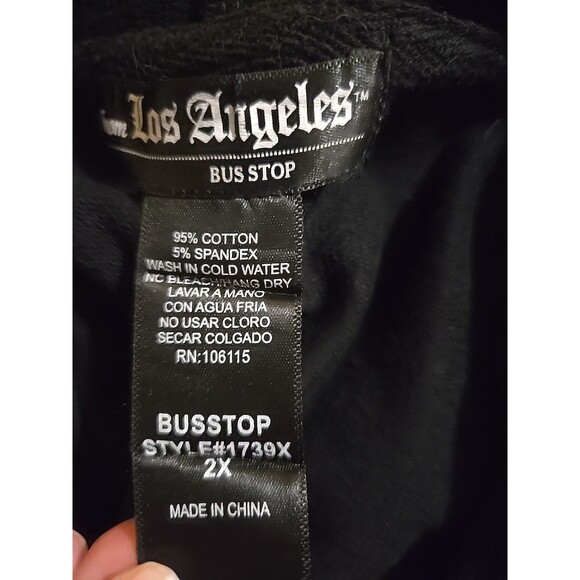 Los Angeles™
BUS STOP
95% COTTON
5% SPANDEX
WASH IN COLD WATER
NO BLEACH/HANG DRY
LAVAR A MANO
CON AGUA FRIA
NO USAR CLORO
SECAR COLGADO
RN:106115
BUSSTOP
STYLE#1739X
2X
MADE IN CHINA